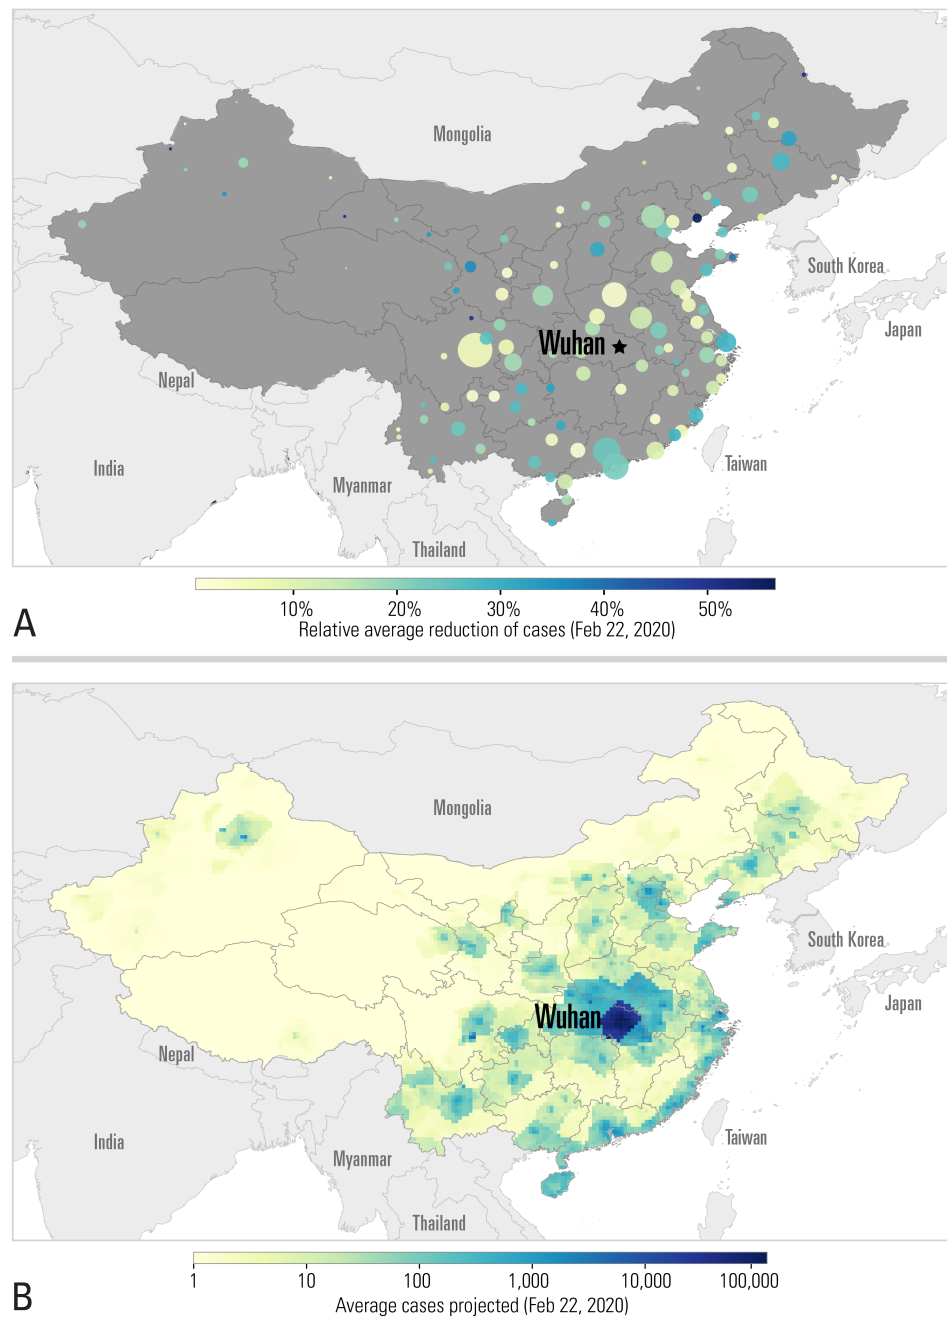 Mongolia
South Korea
Japan
Wuhan
Nepal
India
Taiwan
Myanmar
Thailand
10% 20% 30% 40% 50%
Relative average reduction of cases (Feb 22, 2020)
A
Mongolia
South Korea
Japan
Wuhan
Nepal
India
Taiwan
Myanmar
Thailand
1 10 100 1,000 10,000 100,000
Average cases projected (Feb 22, 2020)
B